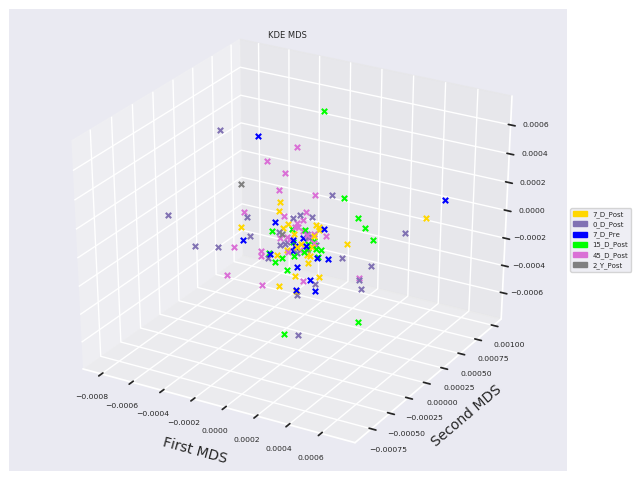 KDE MDS
0.0006
0.0004
0.0002
0.0000
−0.0002
−0.0004
−0.0006
7_D_Post
0_D_Post
7_D_Pre
15_D_Post
45_D_Post
2_Y_Post
0.00100
0.00075
0.00050
0.00025
0.00000
−0.00025
−0.00050
−0.00075
Second MDS
−0.0008
−0.0006
−0.0004
−0.0002
0.0000
0.0002
0.0004
0.0006
First MDS